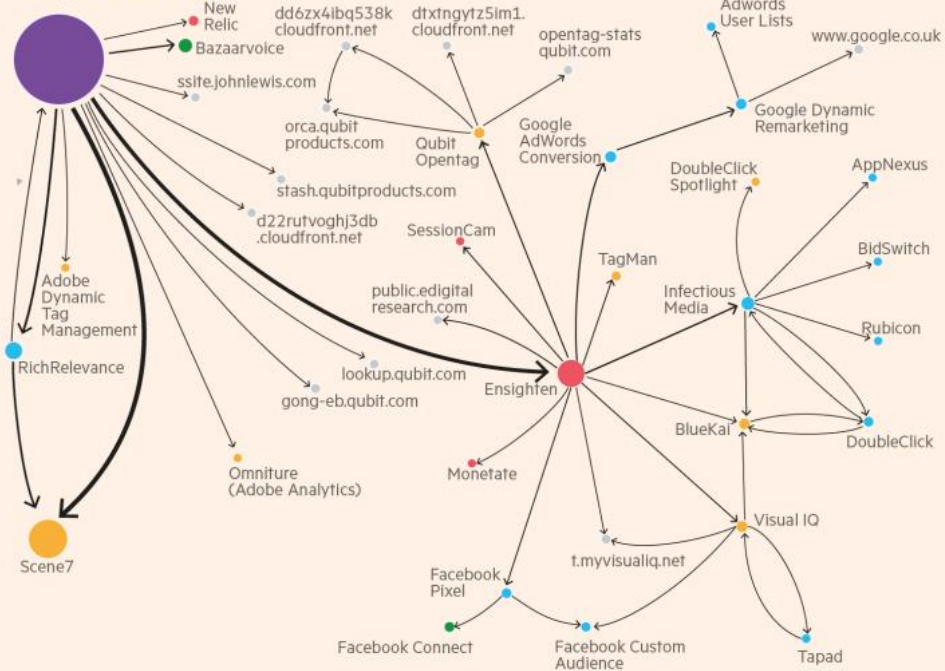 New
Relic
Bazaarvoice
ssite.johnlewis.com
dd6zx4ibq538k
cloudfront.net
dtxtngytz5im1.
cloudfront.net
opentag-stats
qubit.com
Adwords
User Lists
www.google.co.uk
orca.qubit
products.com
Qubit
Opentag
Google
AdWords
Conversion
Google Dynamic
Remarketing
stash.qubitproducts.com
d22rutvoghj3db
.cloudfront.net
DoubleClick
Spotlight
AppNexus
SessionCam
TagMan
BidSwitch
Adobe
Dynamic
Tag
Management
public.edigital
research.com
Infectious
Media
Rubicon
RichRelevance
lookup.qubit.com
gong-eb.qubit.com
Ensighten
BlueKai
DoubleClick
Omniture
(Adobe Analytics)
Monetate
Visual IQ
Scene7
t.myvisualiq.net
Facebook
Pixel
Facebook Connect
Facebook Custom
Audience
Tapad